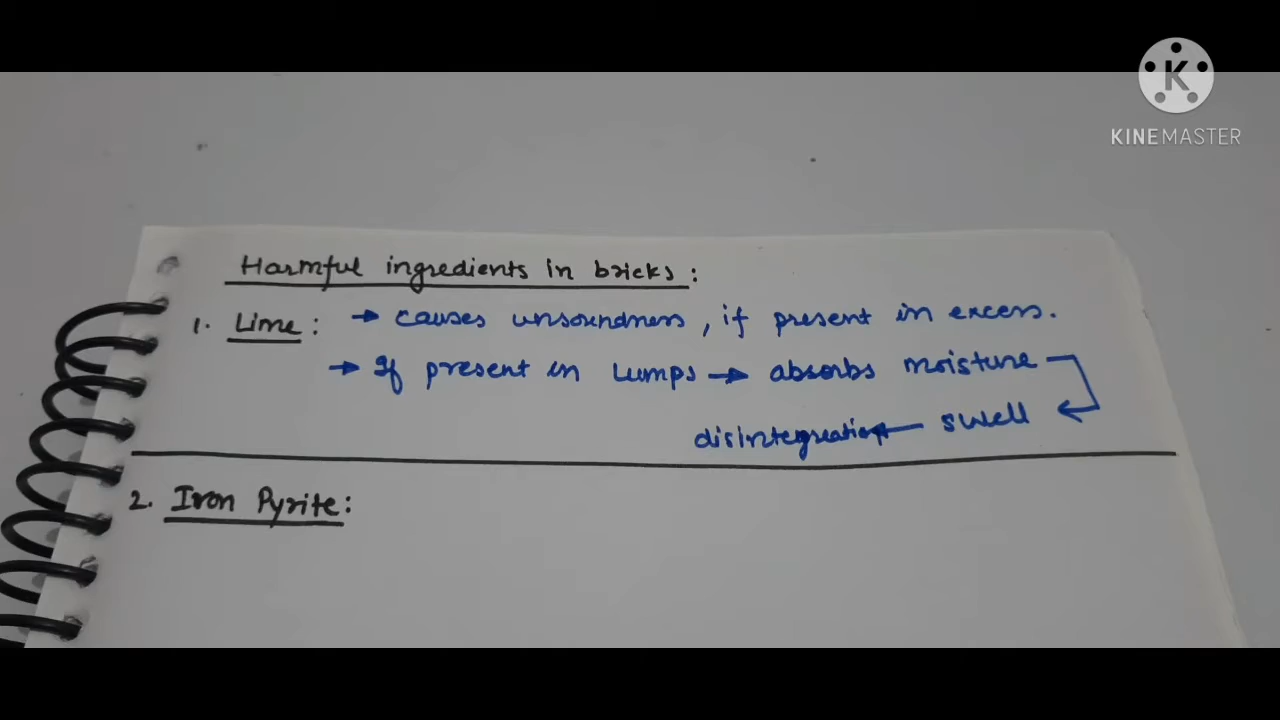 K
KINEMASTER
Harmful ingredients in bricks:
1. Lime: → causes unsoundness, if present in excess.
→ If present in lumps → absorbs moisture
disintegreation ← swell
2. Iron Pyrite: